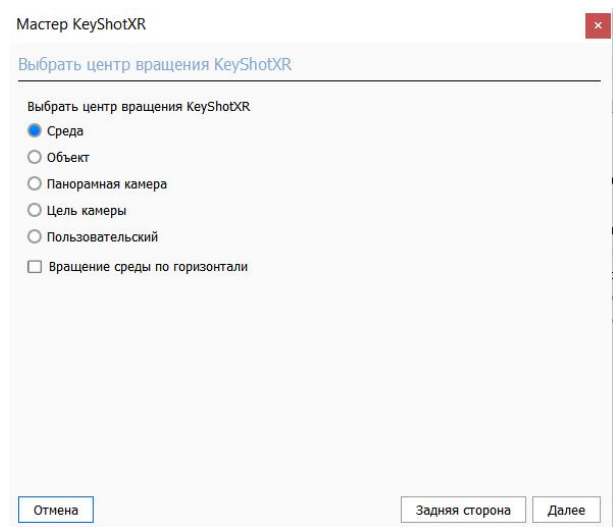 Мастер KeyShotXR
Выбрать центр вращения KeyShotXR
Выбрать центр вращения KeyShotXR
Среда
Объект
Панорамная камера
Цель камеры
Пользовательский
Вращение среды по горизонтали
Отмена
Задняя сторона
Далее